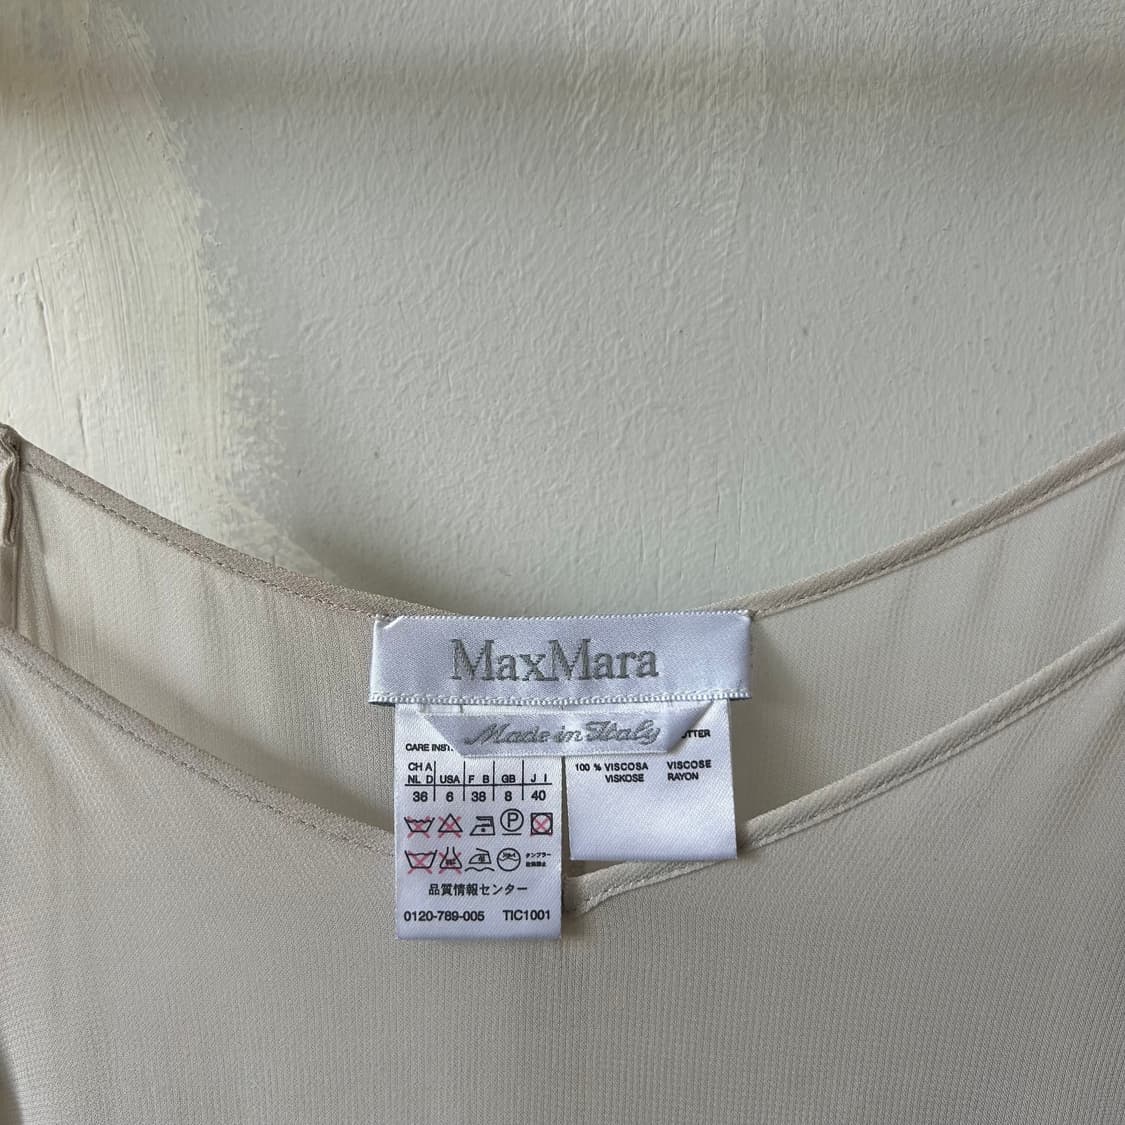 MaxMara
Made in Italy
CARE INST
CH A
NL D USA F B GB J I
36 6 38 8 40
P
品質情報センター
0120-789-005 TIC1001
100 % VISCOSA VISCOSE
VISKOSE RAYON